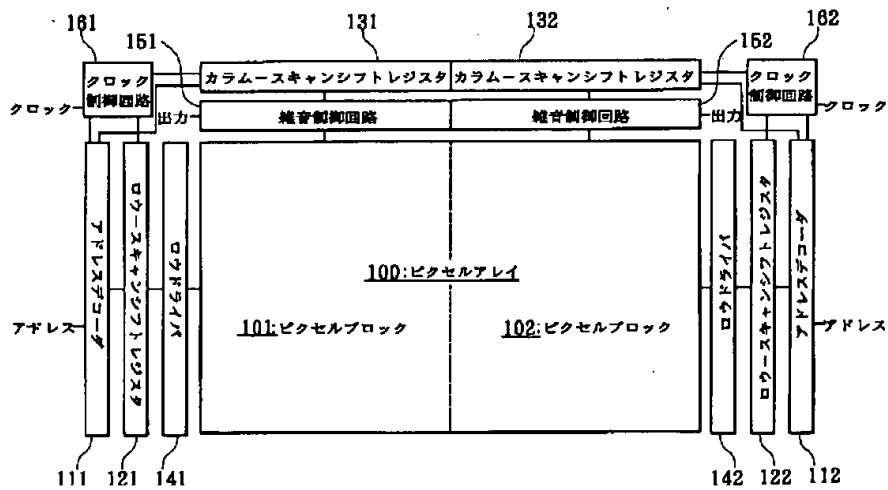 161
151
131
132
152
162
クロック
制御回路
カラムースキャンシフトレジスタ
カラムースキャンシフトレジスタ
クロック
制御回路
クロック
出力
雑音制御回路
雑音制御回路
出力
クロック
アドレスデコーダ
ロウースキャンシフトレジスタ
ロウドライバ
100:ピクセルアレイ
101:ピクセルブロック
102:ピクセルブロック
ロウドライバ
ロウースキャンシフトレジスタ
アドレスデコーダ
アドレス
アドレス
111
121
141
142
122
112